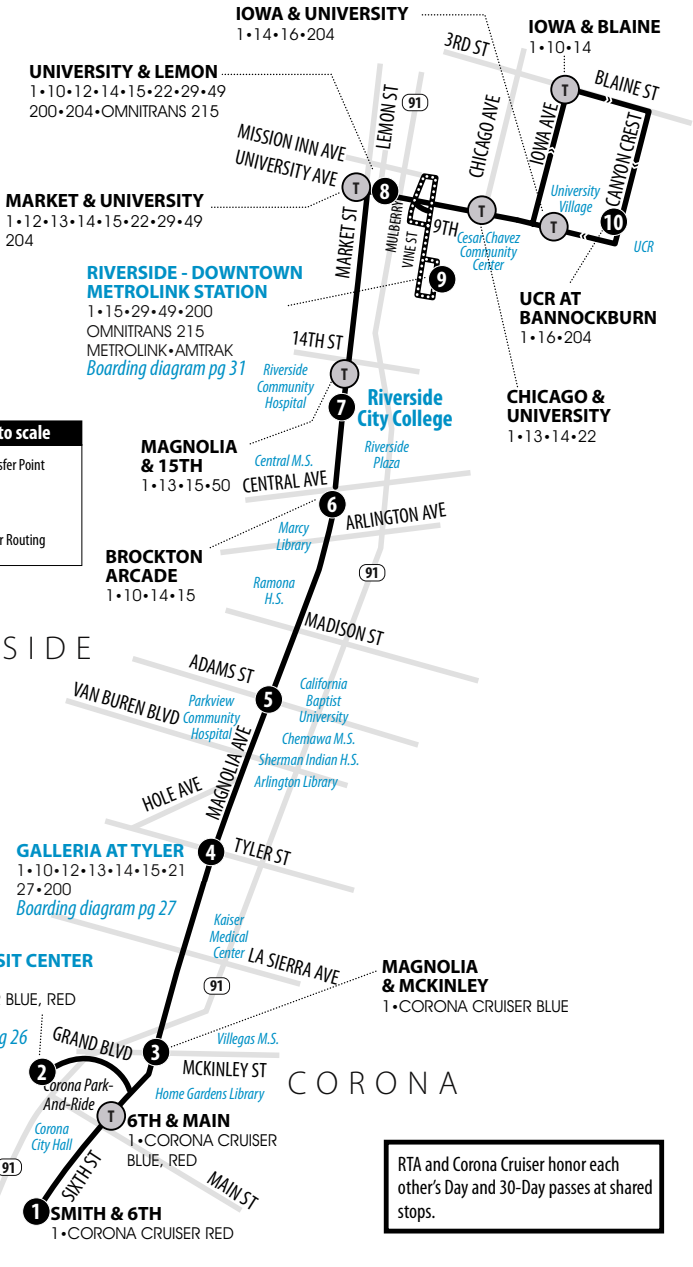 IOWA & UNIVERSITY
1•14•16•204
IOWA & BLAINE
1•10•14
3RD ST
BLAINE ST
UNIVERSITY & LEMON
1•10•12•14•15•22•29•49
200•204•OMNITRANS 215
LEMON ST
91
CHICAGO AVE
IOWA AVE
CANYON CREST
MISSION INN AVE
UNIVERSITY AVE
T
T
8
MARKET & UNIVERSITY
1•12•13•14•15•22•29•49
204
MARKET ST
MULBERRY
VINE ST
9TH
T
Cesar Chavez
Community
Center
University
Village
T
10
UCR
RIVERSIDE - DOWNTOWN
METROLINK STATION
1•15•29•49•200
OMNITRANS 215
METROLINK•AMTRAK
Boarding diagram pg 31
9
UCR AT
BANNOCKBURN
1•16•204
14TH ST
Riverside
Community
Hospital
T
7
Riverside
City College
CHICAGO &
UNIVERSITY
1•13•14•22
to scale
sfer Point
r Routing
MAGNOLIA
& 15TH
1•13•15•50
Central M.S.
Riverside
Plaza
CENTRAL AVE
6
ARLINGTON AVE
Marcy
Library
BROCKTON
ARCADE
1•10•14•15
91
Ramona
H.S.
MADISON ST
SIDE
ADAMS ST
5
California
Baptist
University
VAN BUREN BLVD
Parkview
Community
Hospital
Chemawa M.S.
Sherman Indian H.S.
Arlington Library
MAGNOLIA AVE
HOLE AVE
GALLERIA AT TYLER
1•10•12•13•14•15•21
27•200
Boarding diagram pg 27
4
TYLER ST
Kaiser
Medical
Center
LA SIERRA AVE
SIT CENTER
91
MAGNOLIA
& MCKINLEY
1•CORONA CRUISER BLUE
BLUE, RED
g 26
GRAND BLVD
3
Villegas M.S.
2
MCKINLEY ST
Corona Park-
And-Ride
Home Gardens Library
CORONA
T
6TH & MAIN
1•CORONA CRUISER
BLUE, RED
Corona
City Hall
91
SIXTH ST
MAIN ST
RTA and Corona Cruiser honor each
other's Day and 30-Day passes at shared
stops.
1
SMITH & 6TH
1•CORONA CRUISER RED